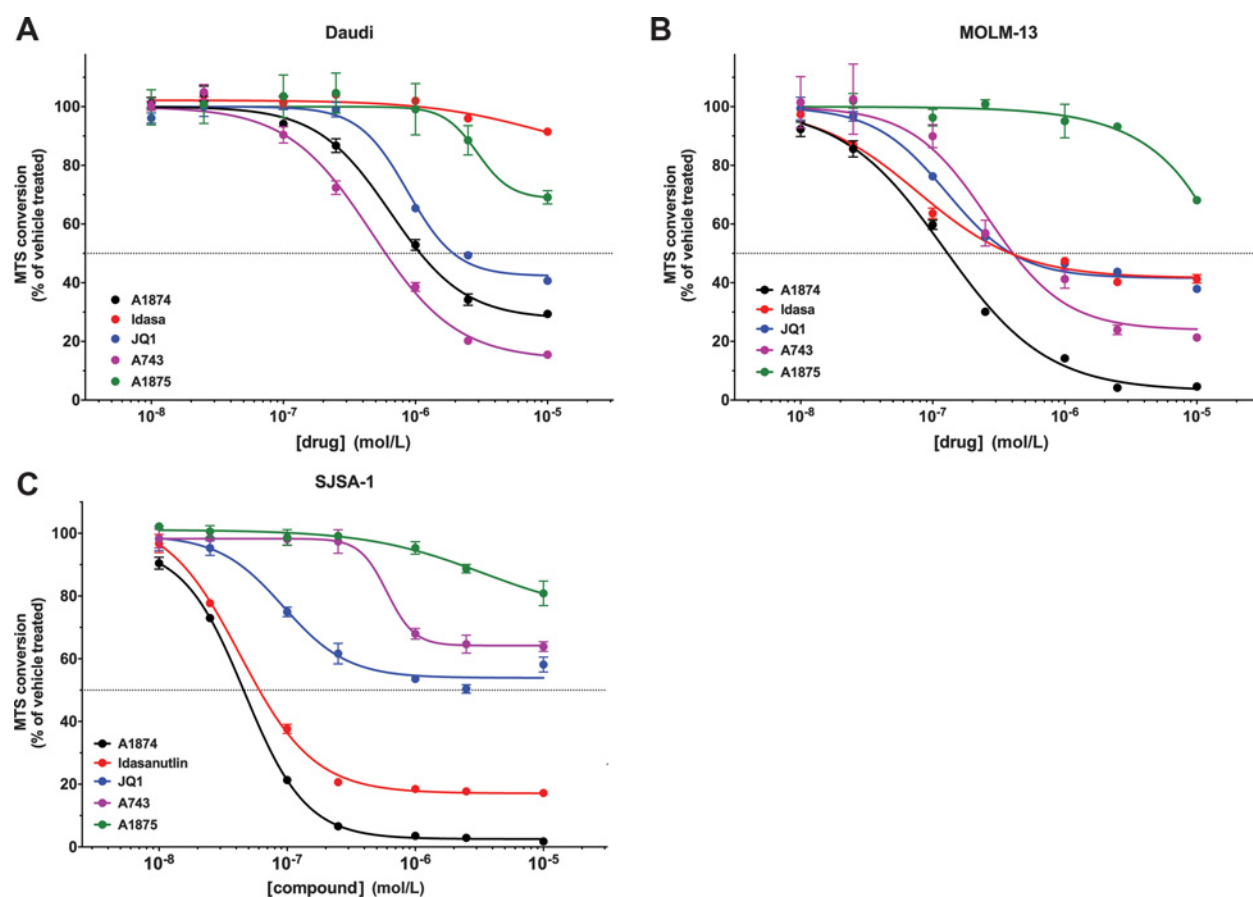 A
Daudi
MTS conversion
(% of vehicle treated)
100
80
60
40
20
0
A1874
Idasa
JQ1
A743
A1875
10-8
10-7
10-6
10-5
[drug] (mol/L)
B
MOLM-13
MTS conversion
(% of vehicle treated)
100
80
60
40
20
0
A1874
Idasa
JQ1
A743
A1875
10-8
10-7
10-6
10-5
[drug] (mol/L)
C
SJSA-1
MTS conversion
(% of vehicle treated)
100
80
60
40
20
0
A1874
Idasanutlin
JQ1
A743
A1875
10-8
10-7
10-6
10-5
[compound] (mol/L)